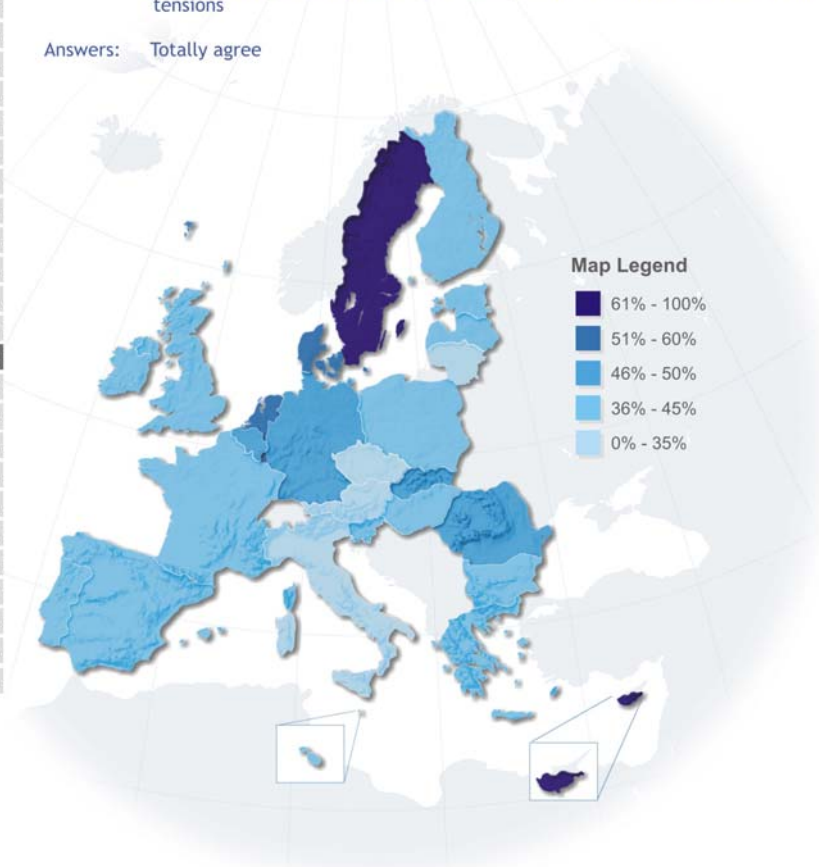 tensions
Answers: Totally agree
Map Legend
61% - 100%
51% - 60%
46% - 50%
36% - 45%
0% - 35%